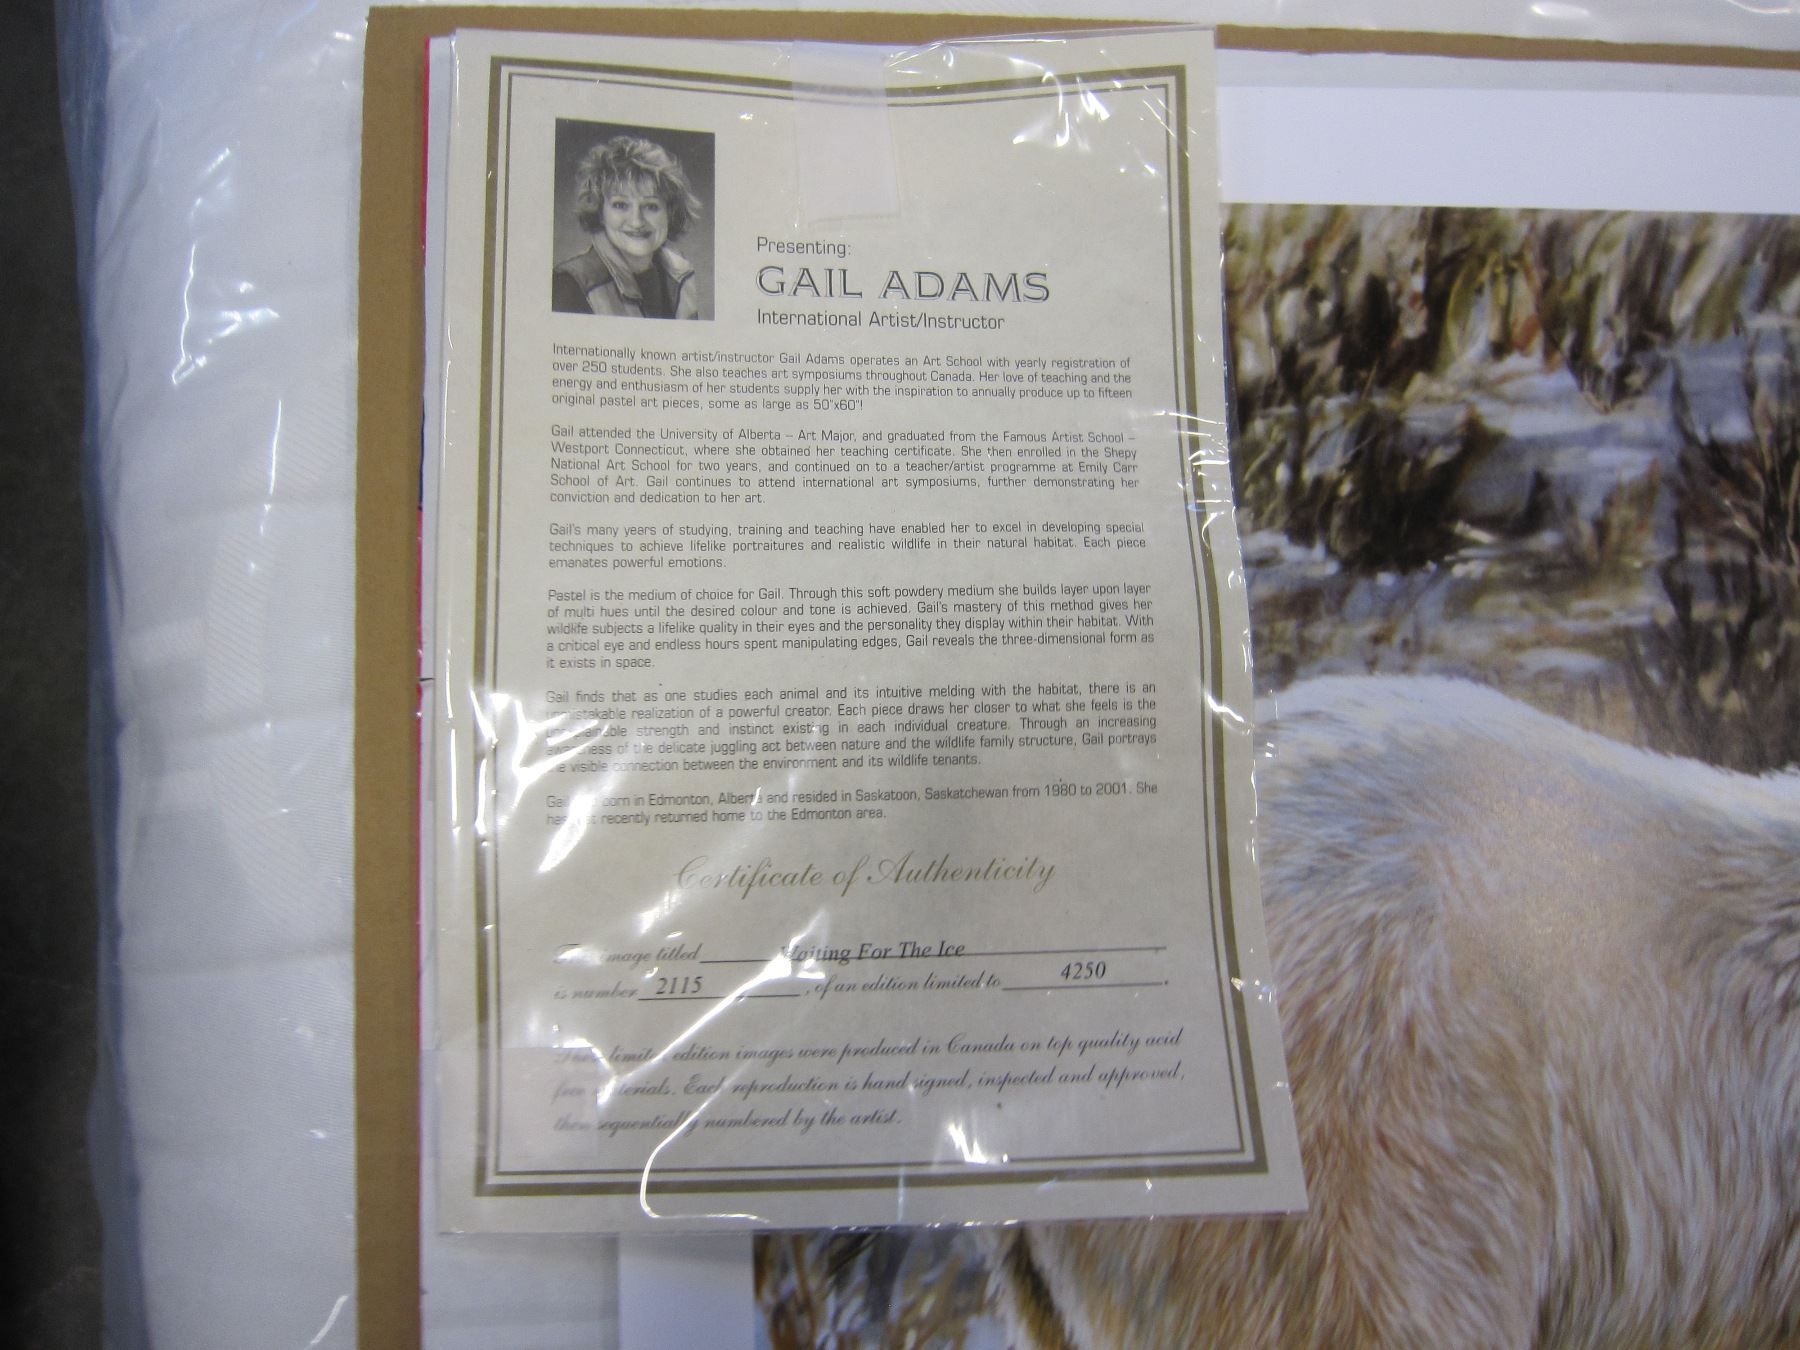 Presenting:
GAIL ADAMS
International Artist/Instructor
Internationally known artist/instructor Gail Adams operates an Art School with yearly registration of
over 250 students. She also teaches art symposiums throughout Canada. Her love of teaching and the
energy and enthusiasm of her students supply her with the inspiration to annually produce up to fifteen
original pastel art pieces, some as large as 50"x60"!
Gail attended the University of Alberta – Art Major, and graduated from the Famous Artist School –
Westport Connecticut, where she obtained her teaching certificate. She then enrolled in the Shepy
National Art School for two years, and continued on to a teacher/artist programme at Emily Carr
School of Art. Gail continues to attend international art symposiums, further demonstrating her
conviction and dedication to her art.
Gail's many years of studying, training and teaching have enabled her to excel in developing special
techniques to achieve lifelike portraitures and realistic wildlife in their natural habitat. Each piece
emanates powerful emotions.
Pastel is the medium of choice for Gail. Through this soft powdery medium she builds layer upon layer
of multi hues until the desired colour and tone is achieved. Gail's mastery of this method gives her
wildlife subjects a lifelike quality in their eyes and the personality they display within their habitat. With
a critical eye and endless hours spent manipulating edges, Gail reveals the three-dimensional form as
it exists in space.
Gail finds that as one studies each animal and its intuitive melding with the habitat, there is an
unmistakable realization of a powerful creator. Each piece draws her closer to what she feels is the
strength and instinct existing in each individual creature. Through an increasing
awareness of the delicate juggling act between nature and the wildlife family structure, Gail portrays
the visible connection between the environment and its wildlife tenants.
Gail born in Edmonton, Alberta and resided in Saskatoon, Saskatchewan from 1980 to 2001. She
has recently returned home to the Edmonton area.
Certificate of Authenticity
image titled Waiting For The Ice
is number 2115, of an edition limited to 4250.
limited edition images were produced in Canada on top quality acid
free materials. Each reproduction is hand signed, inspected and approved,
then sequentially numbered by the artist.